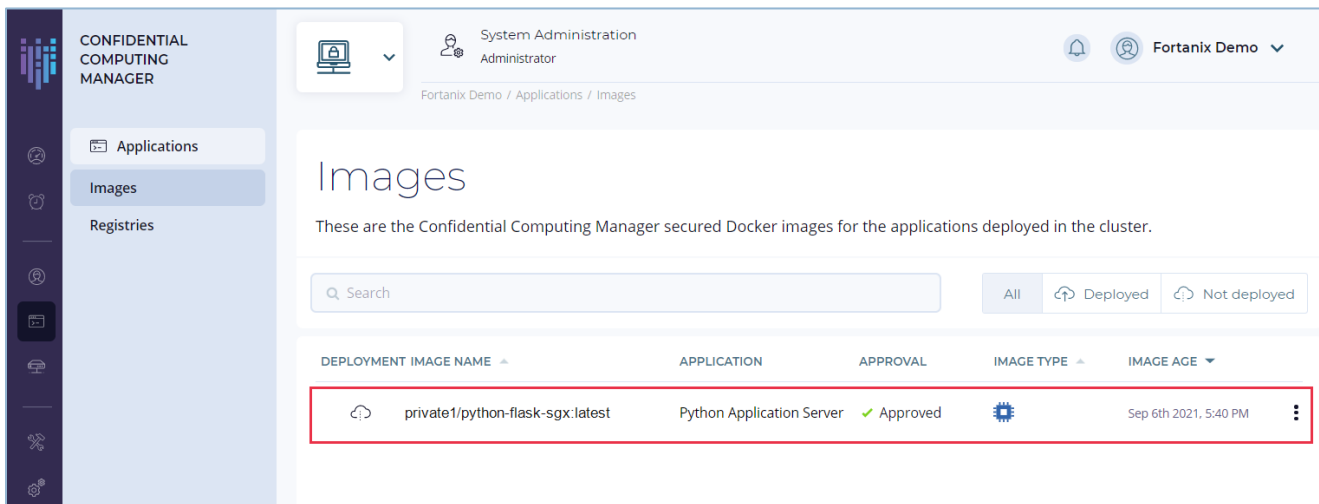 CONFIDENTIAL
COMPUTING
MANAGER
Applications
Images
Registries
System Administration
Administrator
Fortanix Demo
Fortanix Demo / Applications / Images
Images
These are the Confidential Computing Manager secured Docker images for the applications deployed in the cluster.
Search
All Deployed Not deployed
DEPLOYMENT IMAGE NAME APPLICATION APPROVAL IMAGE TYPE IMAGE AGE
private1/python-flask-sgx:latest Python Application Server Approved Sep 6th 2021, 5:40 PM